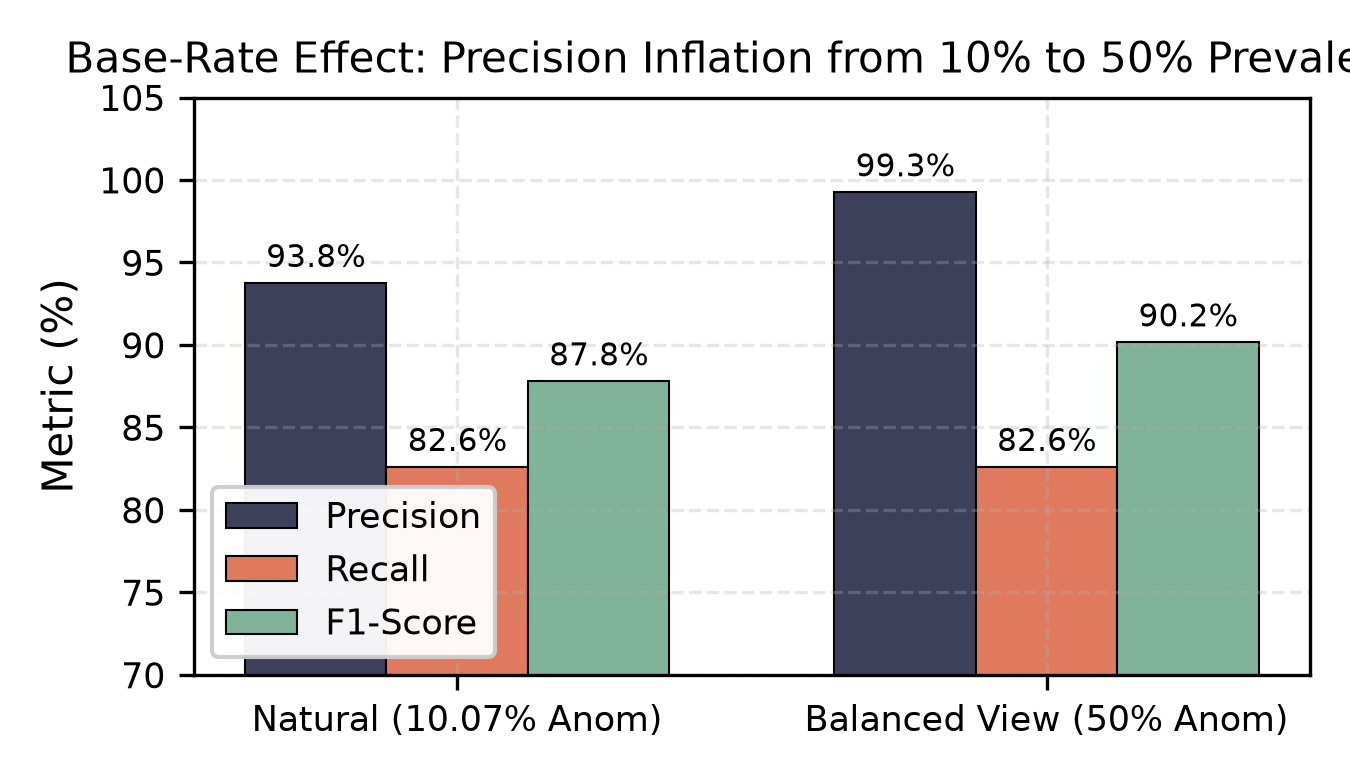 Base-Rate Effect: Precision Inflation from 10% to 50% Prevale
Metric (%)
105
100
95
90
85
80
75
70
93.8%
82.6%
87.8%
99.3%
82.6%
90.2%
Precision
Recall
F1-Score
Natural (10.07% Anom)
Balanced View (50% Anom)